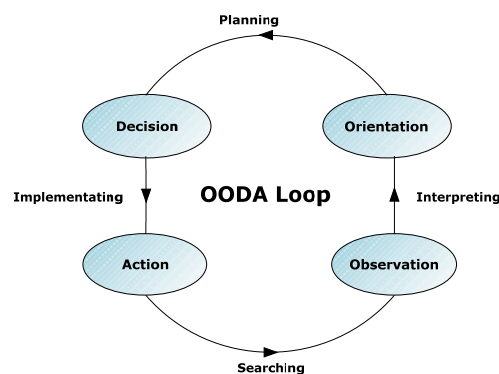 Planning
Decision
Orientation
Implementating
OODA Loop
Interpreting
Action
Observation
Searching